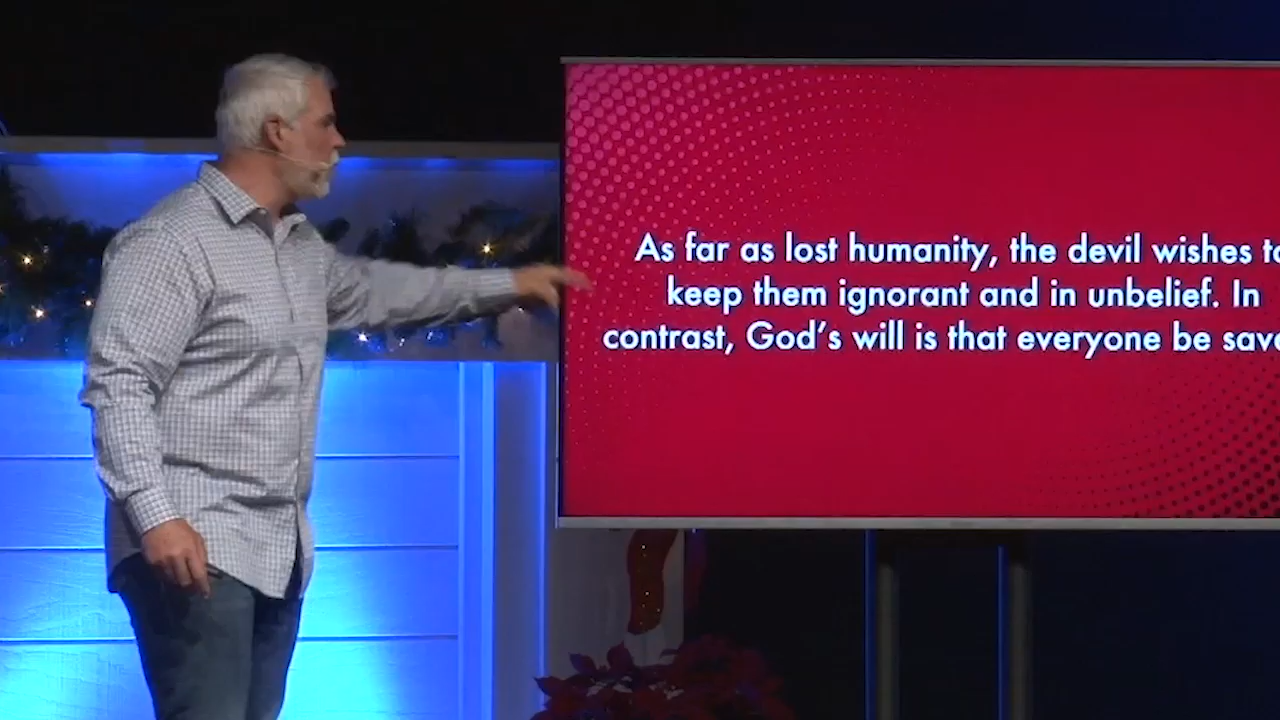 As far as lost humanity, the devil wishes to
keep them ignorant and in unbelief. In
contrast, God's will is that everyone be save